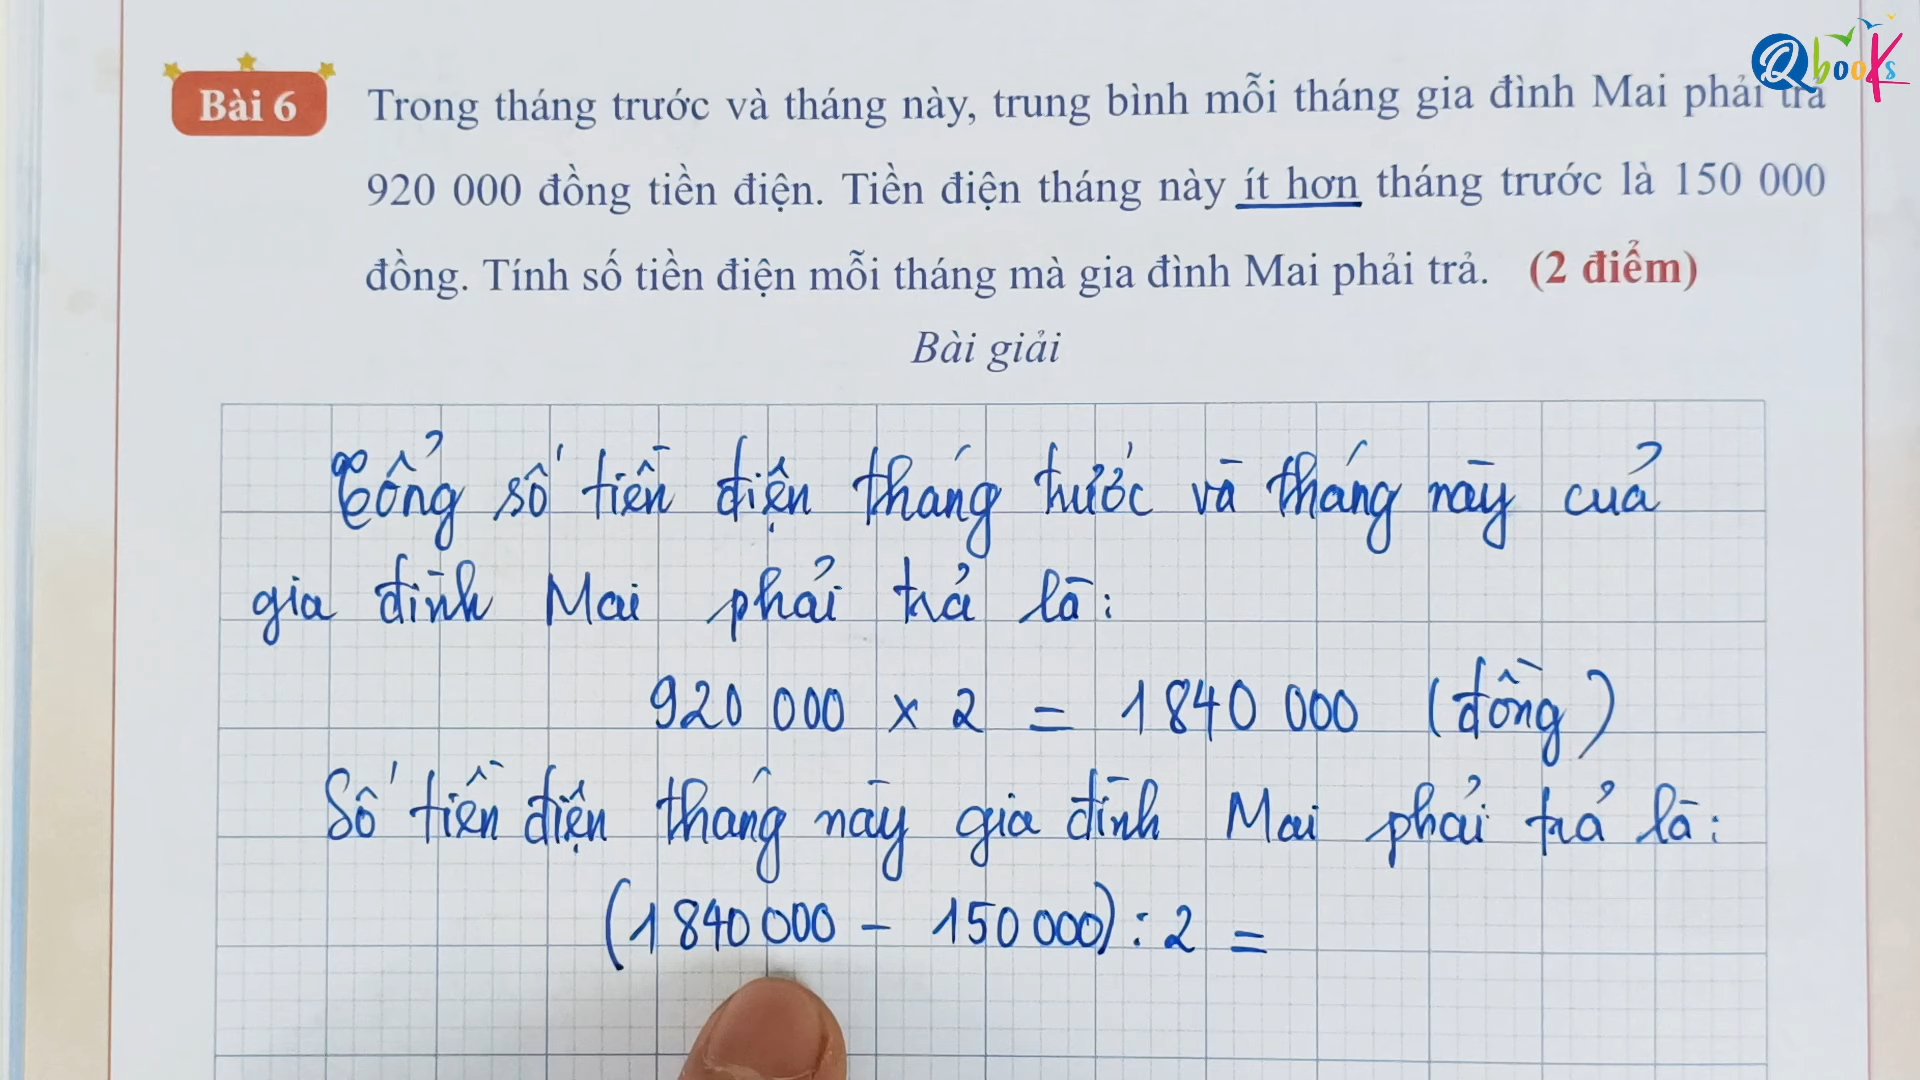 Qbooks
Bài 6
Trong tháng trước và tháng này, trung bình mỗi tháng gia đình Mai phải trả
920 000 đồng tiền điện. Tiền điện tháng này ít hơn tháng trước là 150 000
đồng. Tính số tiền điện mỗi tháng mà gia đình Mai phải trả. (2 điểm)
Bài giải
Tổng số tiền điện tháng trước và tháng này của
gia đình Mai phải trả là:
920 000 x 2 = 1 840 000 (đồng)
Số tiền điện tháng này gia đình Mai phải trả là:
(1 840 000 - 150 000) : 2 =